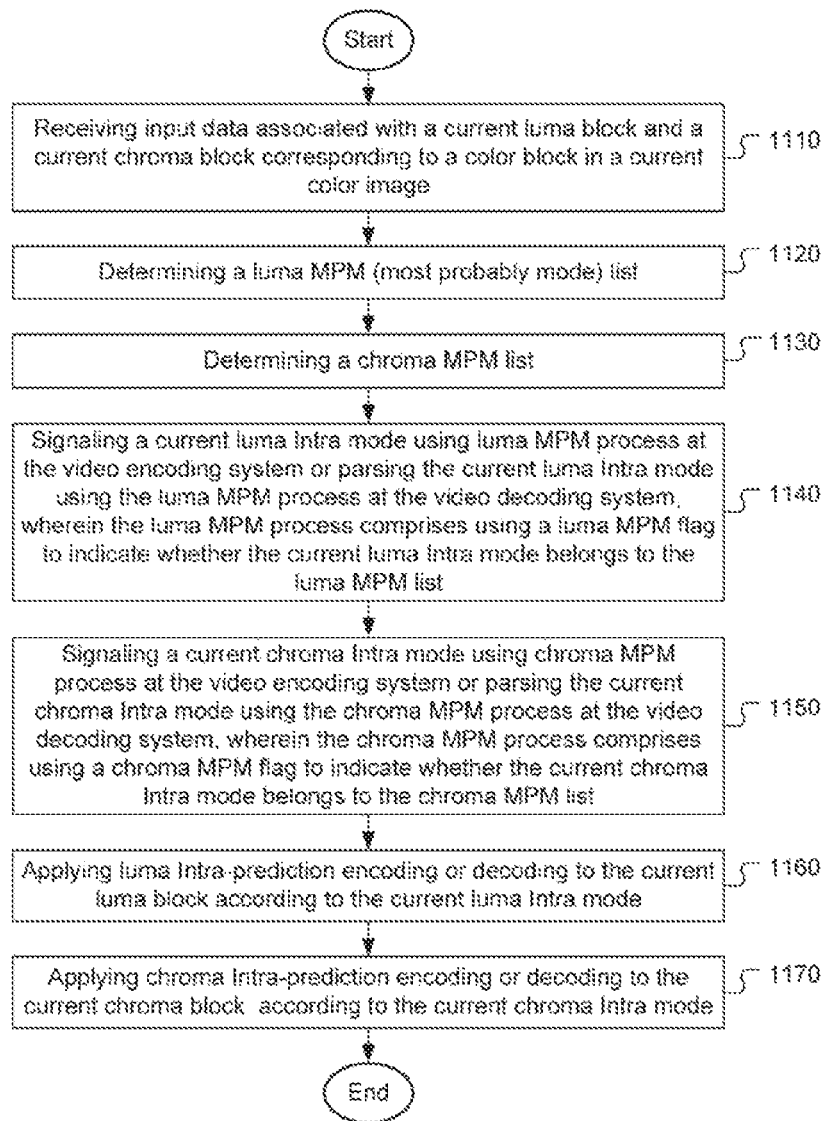 Start
Receiving input data associated with a current luma block and a
current chroma block corresponding to a color block in a current
color image
1110
Determining a luma MPM (most probably mode) list
1120
Determining a chroma MPM list
1130
Signaling a current luma Intra mode using luma MPM process at
the video encoding system or parsing the current luma Intra mode
using the luma MPM process at the video decoding system,
wherein the luma MPM process comprises using a luma MPM flag
to indicate whether the current luma Intra mode belongs to the
luma MPM list
1140
Signaling a current chroma Intra mode using chroma MPM
process at the video encoding system or parsing the current
chroma Intra mode using the chroma MPM process at the video
decoding system, wherein the chroma MPM process comprises
using a chroma MPM flag to indicate whether the current chroma
Intra mode belongs to the chroma MPM list
1150
Applying luma Intra-prediction encoding or decoding to the current
luma block according to the current luma Intra mode
1160
Applying chroma Intra-prediction encoding or decoding to the
current chroma block according to the current chroma Intra mode
1170
End